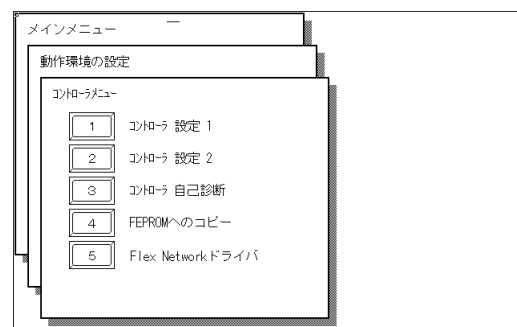 メインメニュー
動作環境の設定
ｺﾝﾄﾛｰﾗﾒﾆｭｰ
1 ｺﾝﾄﾛｰﾗ 設定 1
2 ｺﾝﾄﾛｰﾗ 設定 2
3 ｺﾝﾄﾛｰﾗ 自己診断
4 FEPROMへのコピー
5 Flex Networkドライバ